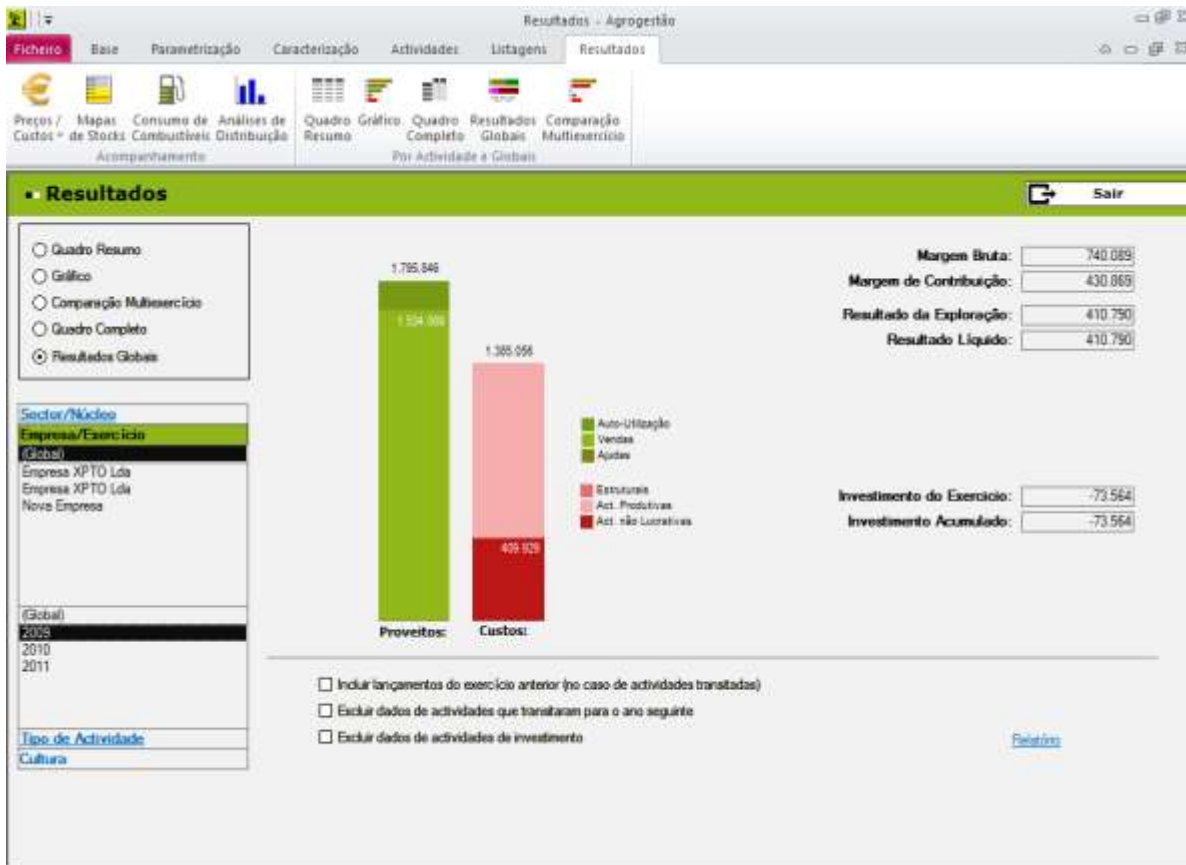 Resultados - Agrogestão
Ficheiro Base Parametrização Caracterização Actividades Listagens Resultados
Preços / Custos
Mapas de Stocks
Consumo de Combustíveis
Análises de Distribuição
Quadro Resumo
Gráfico
Quadro Completo
Resultados Globais
Comparação Multiexercício
Acompanhamento
Por Actividade e Globais
Resultados
Sair
Quadro Resumo
Gráfico
Comparação Multiexercício
Quadro Completo
Resultados Globais
Sector/Núcleo
Empresa/Exercício
(Global)
Empresa XPTO Lda
Empresa XPTO Lda
Nova Empresa
(Global)
2009
2010
2011
Tipo de Actividade
Cultura
1.795.846
1.385.056
409.929
Proveitos:
Custos:
Auto-Utilização
Vendas
Ajudas
Estruturais
Act. Produtivas
Act. não Lucrativas
Margem Bruta: 740.089
Margem de Contribuição: 430.869
Resultado da Exploração: 410.790
Resultado Líquido: 410.790
Investimento do Exercício: -73.564
Investimento Acumulado: -73.564
Incluir lançamentos do exercício anterior (no caso de actividades transitadas)
Excluir dados de actividades que transitaram para o ano seguinte
Excluir dados de actividades de investimento
Relatório